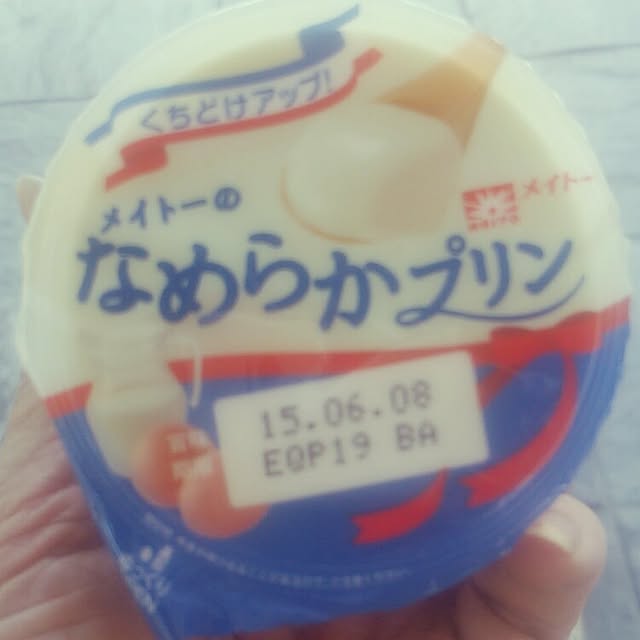 くちどけアップ!
メイトーの
メイトー
なめらかプリン
15.06.08
EQP19 BA